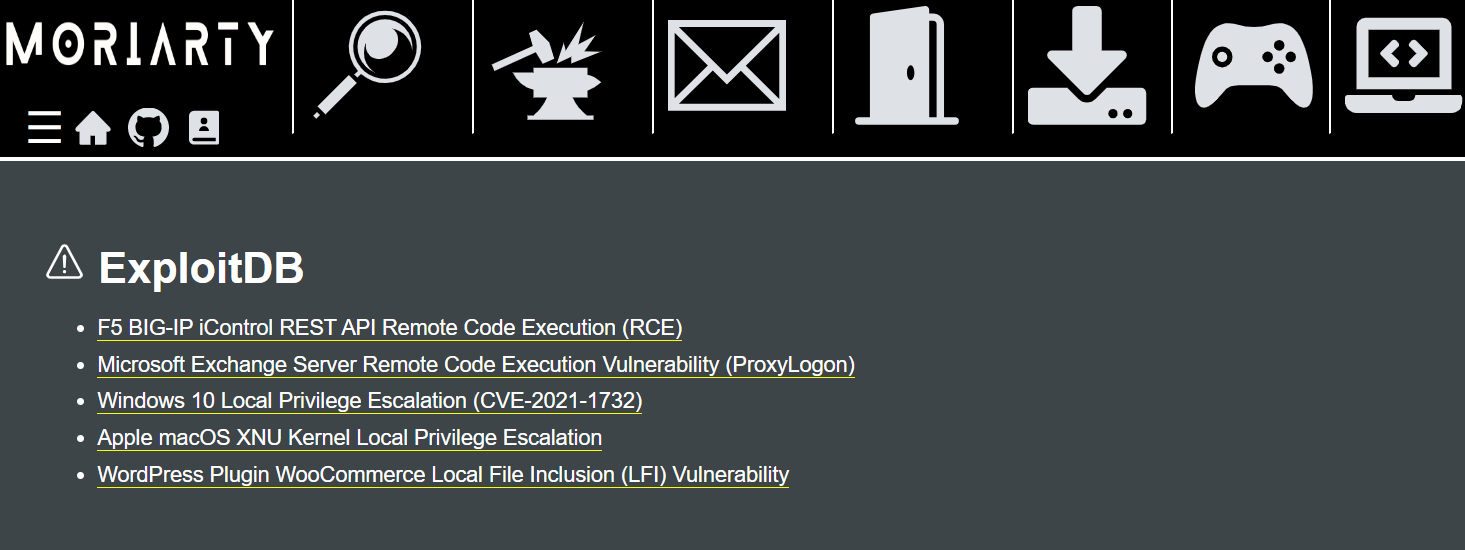 MORIARTY
ExploitDB
F5 BIG-IP iControl REST API Remote Code Execution (RCE)
Microsoft Exchange Server Remote Code Execution Vulnerability (ProxyLogon)
Windows 10 Local Privilege Escalation (CVE-2021-1732)
Apple macOS XNU Kernel Local Privilege Escalation
WordPress Plugin WooCommerce Local File Inclusion (LFI) Vulnerability